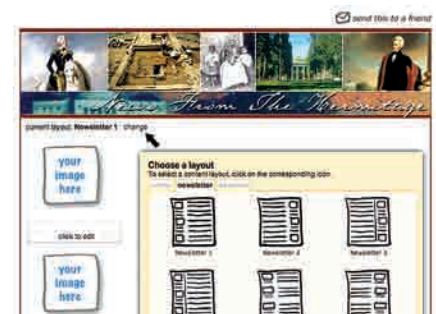 send this to a friend
News From The Hermitage
current layout: Newsletter 1 change
your
image
here
click to edit
your
image
here
Choose a layout
To select a content layout, click on the corresponding icon
newsletter
Newsletter 1
Newsletter 2
Newsletter 3